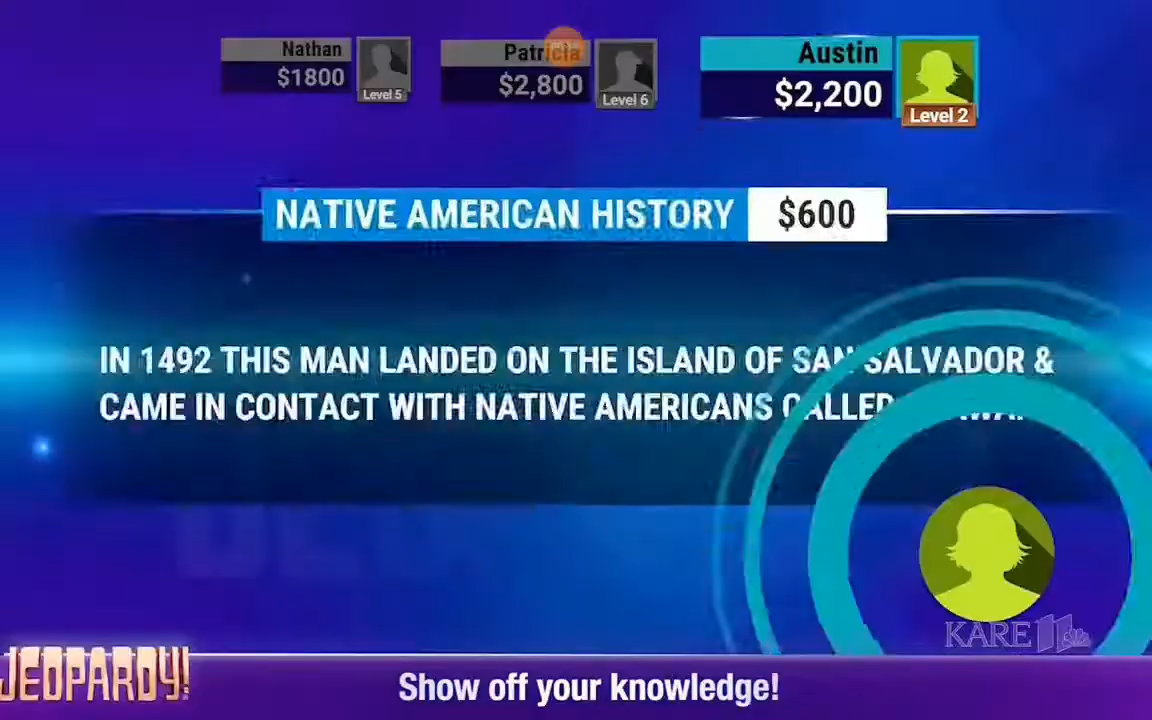 Nathan
$1800
Level 5
Patricia
$2,800
Level 6
Austin
$2,200
Level 2
NATIVE AMERICAN HISTORY $600
IN 1492 THIS MAN LANDED ON THE ISLAND OF SAN SALVADOR &
CAME IN CONTACT WITH NATIVE AMERICANS CALLED
KARE 11
JEOPARDY!
Show off your knowledge!